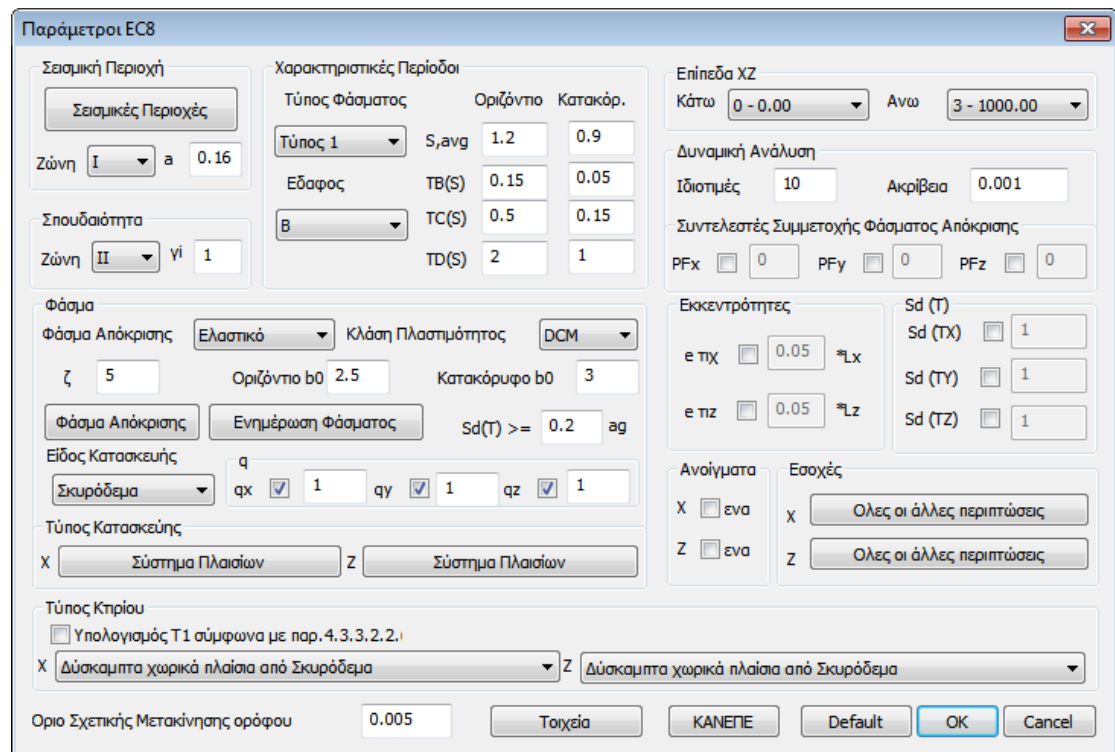 Παράμετροι EC8
Σεισμική Περιοχή
Σεισμικές Περιοχές
Ζώνη I a 0.16
Σπουδαιότητα
Ζώνη II γi 1
Χαρακτηριστικές Περίοδοι
Τύπος Φάσματος Οριζόντιο Κατακόρ.
Τύπος 1 S,avg 1.2 0.9
Εδαφος TB(S) 0.15 0.05
B TC(S) 0.5 0.15
TD(S) 2 1
Επίπεδα XZ
Κάτω 0 - 0.00 Ανω 3 - 1000.00
Δυναμική Ανάλυση
Ιδιοτιμές 10 Ακρίβεια 0.001
Συντελεστές Συμμετοχής Φάσματος Απόκρισης
PFx 0 PFy 0 PFz 0
Φάσμα
Φάσμα Απόκρισης Ελαστικό Κλάση Πλαστιμότητος DCM
ζ 5 Οριζόντιο b0 2.5 Κατακόρυφο b0 3
Φάσμα Απόκρισης Ενημέρωση Φάσματος Sd(T) >= 0.2 ag
Είδος Κατασκευής q
Σκυρόδεμα qx 1 qy 1 qz 1
Τύπος Κατασκεύης
X Σύστημα Πλαισίων Z Σύστημα Πλαισίων
Εκκεντρότητες
e τιχ 0.05 *Lx
e τιz 0.05 *Lz
Sd (T)
Sd (TX) 1
Sd (TY) 1
Sd (TZ) 1
Ανοίγματα
X ενα
Z ενα
Εσοχές
X Ολες οι άλλες περιπτώσεις
Z Ολες οι άλλες περιπτώσεις
Τύπος Κτιρίου
Υπολογισμός T1 σύμφωνα με παρ.4.3.3.2.2.
X Δύσκαμπτα χωρικά πλαίσια από Σκυρόδεμα Z Δύσκαμπτα χωρικά πλαίσια από Σκυρόδεμα
Οριο Σχετικής Μετακίνησης ορόφου 0.005 Τοιχεία ΚΑΝΕΠΕ Default OK Cancel